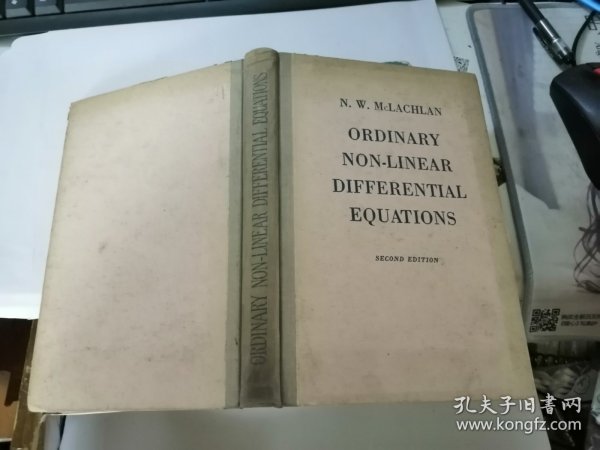 ORDINARY NON-LINEAR DIFFERENTIAL EQUATIONS
N. W. McLACHLAN
ORDINARY
NON-LINEAR
DIFFERENTIAL
EQUATIONS
SECOND EDITION
孔夫子旧书网
www.kongfz.com